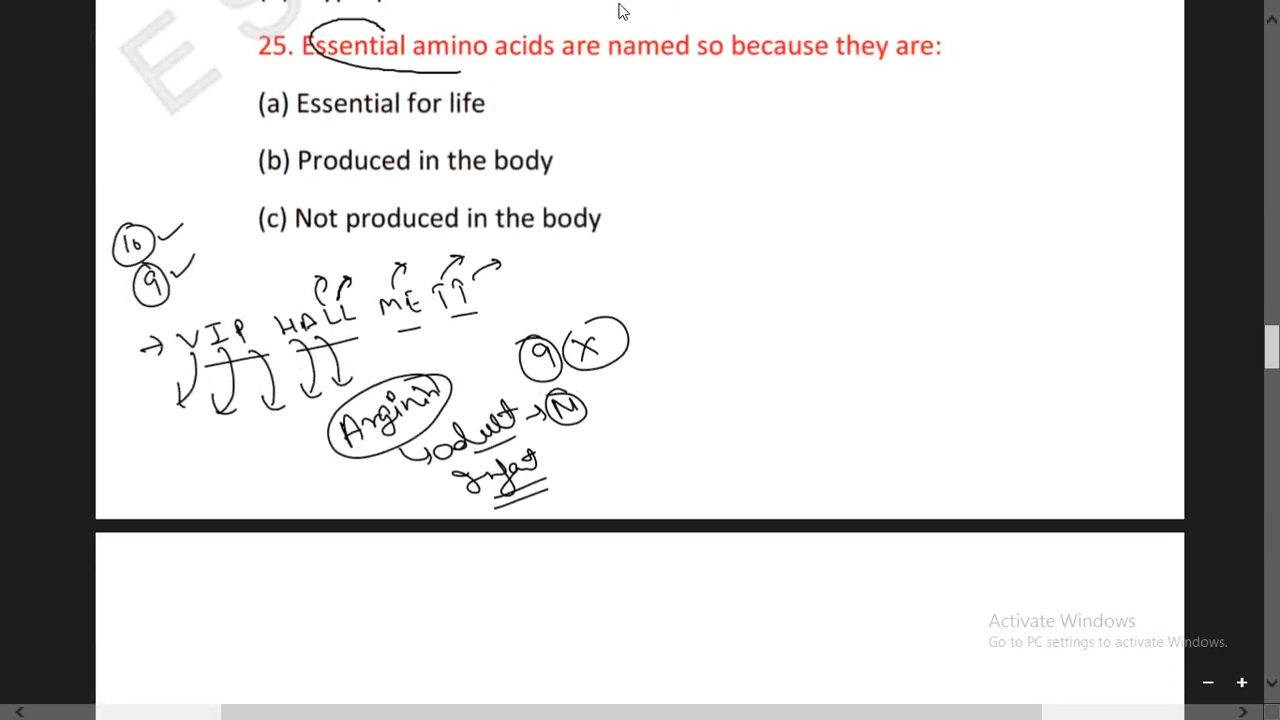 25. Essential amino acids are named so because they are:
(a) Essential for life
(b) Produced in the body
(c) Not produced in the body
10
9
→ VIP HALL ME TT
9 X
Arginin
→ → M
Activate Windows
Go to PC settings to activate Windows.